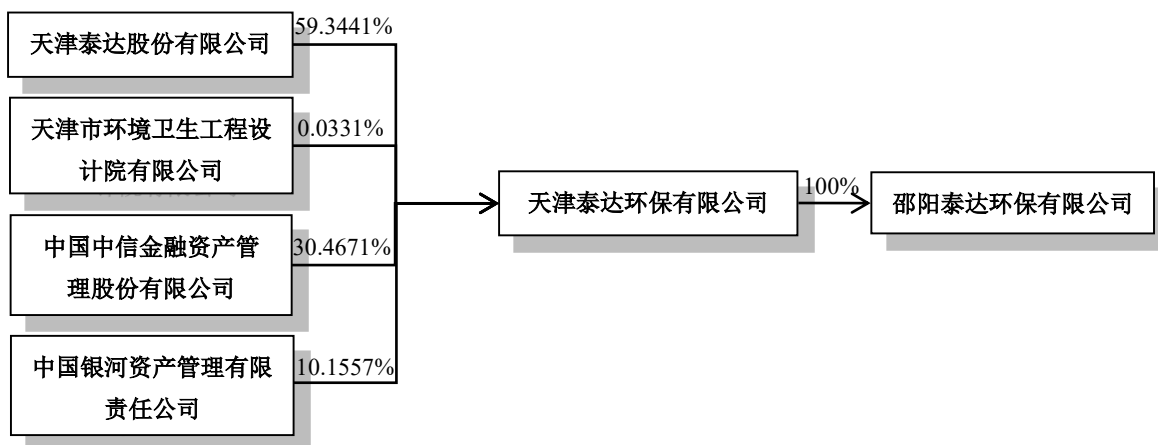 天津泰达股份有限公司
59.3441%
天津市环境卫生工程设
计院有限公司
0.0331%
中国中信金融资产管
理股份有限公司
30.4671%
中国银河资产管理有限
责任公司
10.1557%
天津泰达环保有限公司
100%
邵阳泰达环保有限公司